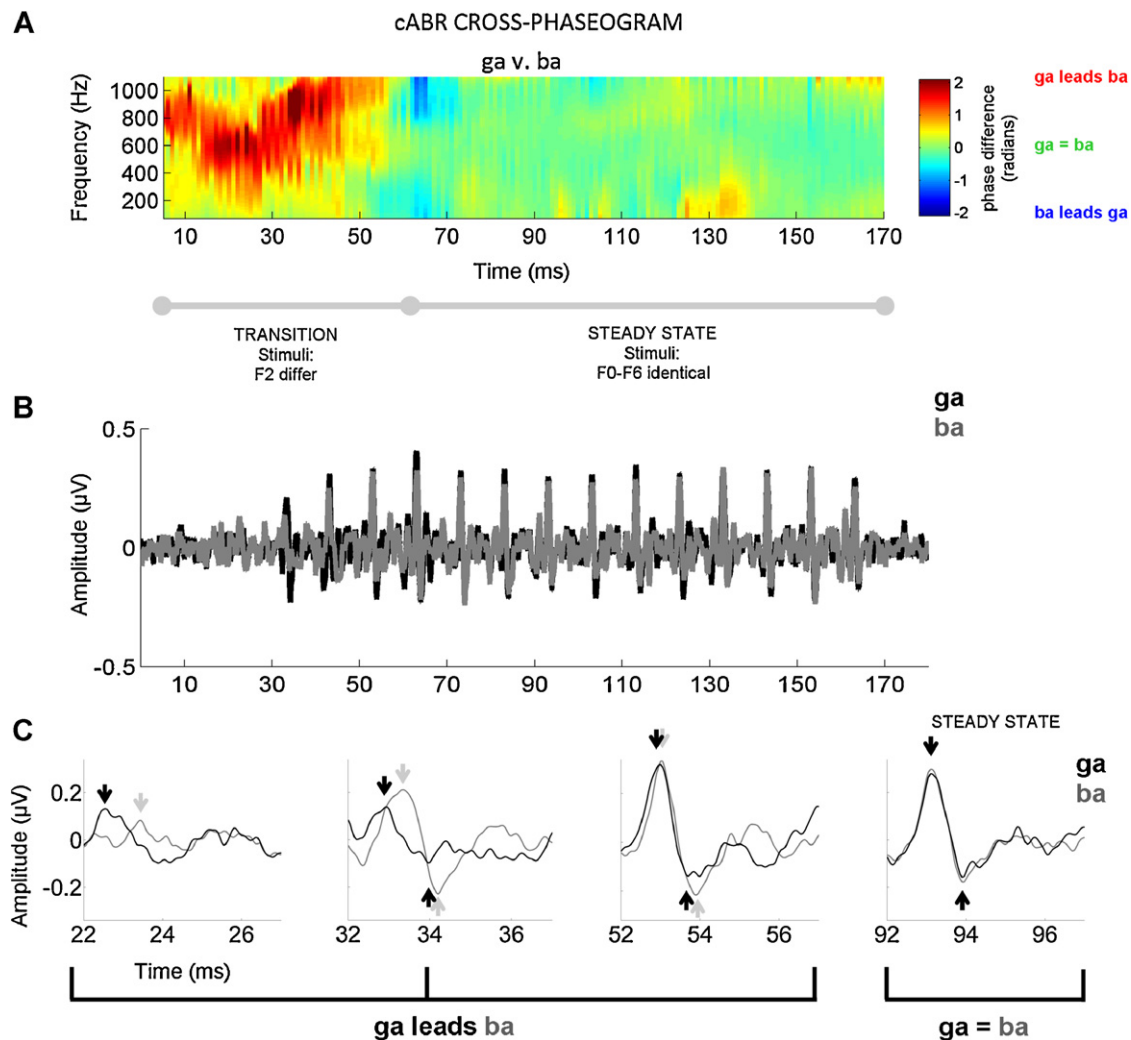 A
cABR CROSS-PHASEOGRAM
ga v. ba
Frequency (Hz)
1000
800
600
400
200
10 30 50 70 90 110 130 150 170
Time (ms)
2
1
0
-1
-2
phase difference
(radians)
ga leads ba
ga = ba
ba leads ga
TRANSITION
Stimuli:
F2 differ
STEADY STATE
Stimuli:
F0-F6 identical
B
ga
ba
Amplitude (µV)
0.5
0
-0.5
10 30 50 70 90 110 130 150 170
C
STEADY STATE
ga
ba
Amplitude (µV)
0.2
0
-0.2
22 24 26
32 34 36
52 54 56
92 94 96
Time (ms)
ga leads ba
ga = ba